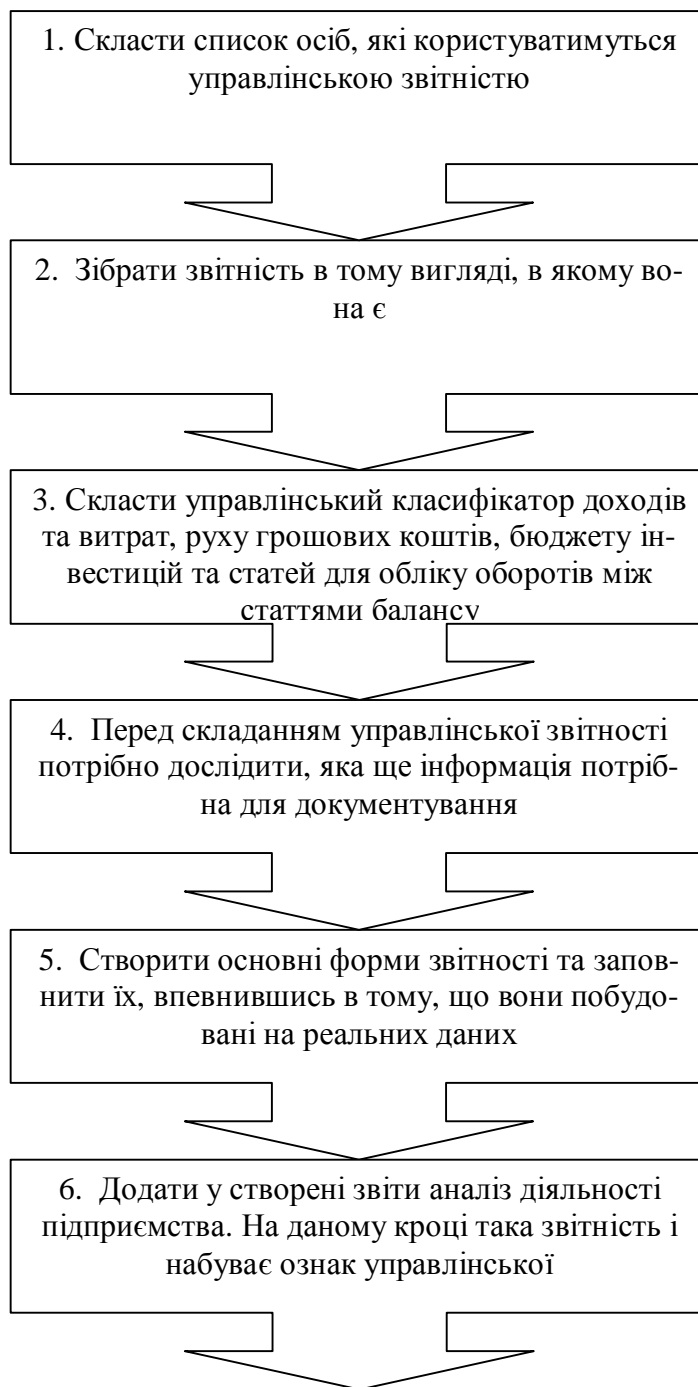 1. Скласти список осіб, які користуватимуться
управлінською звітністю
2. Зібрати звітність в тому вигляді, в якому во-
на є
3. Скласти управлінський класифікатор доходів
та витрат, руху грошових коштів, бюджету ін-
вестицій та статей для обліку оборотів між
статтями балансу
4. Перед складанням управлінської звітності
потрібно дослідити, яка ще інформація потріб-
на для документування
5. Створити основні форми звітності та запов-
нити їх, впевнившись в тому, що вони побудо-
вані на реальних даних
6. Додати у створені звіти аналіз діяльності
підприємства. На даному кроці така звітність і
набуває ознак управлінської